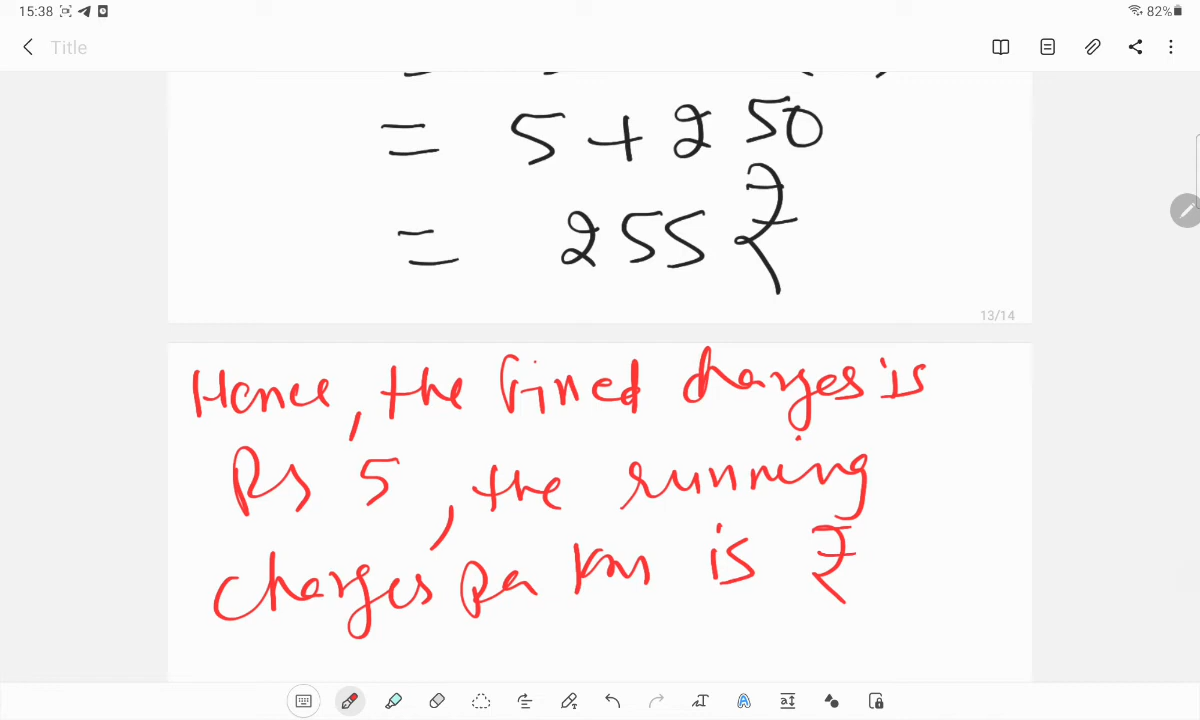 15:38
82%
Title
= 5 + 250
= 255 ₹
13/14
Hence, the fixed charges is
Rs 5, the running
charges per km is ₹